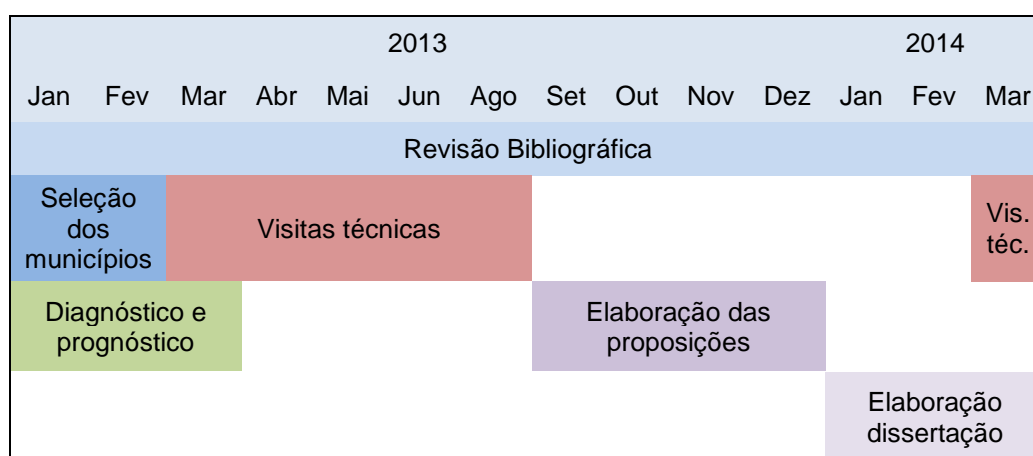 2013 2014
Jan Fev Mar Abr Mai Jun Ago Set Out Nov Dez Jan Fev Mar
Revisão Bibliográfica
Seleção
dos
municípios
Visitas técnicas
Vis.
téc.
Diagnóstico e
prognóstico
Elaboração das
proposições
Elaboração
dissertação